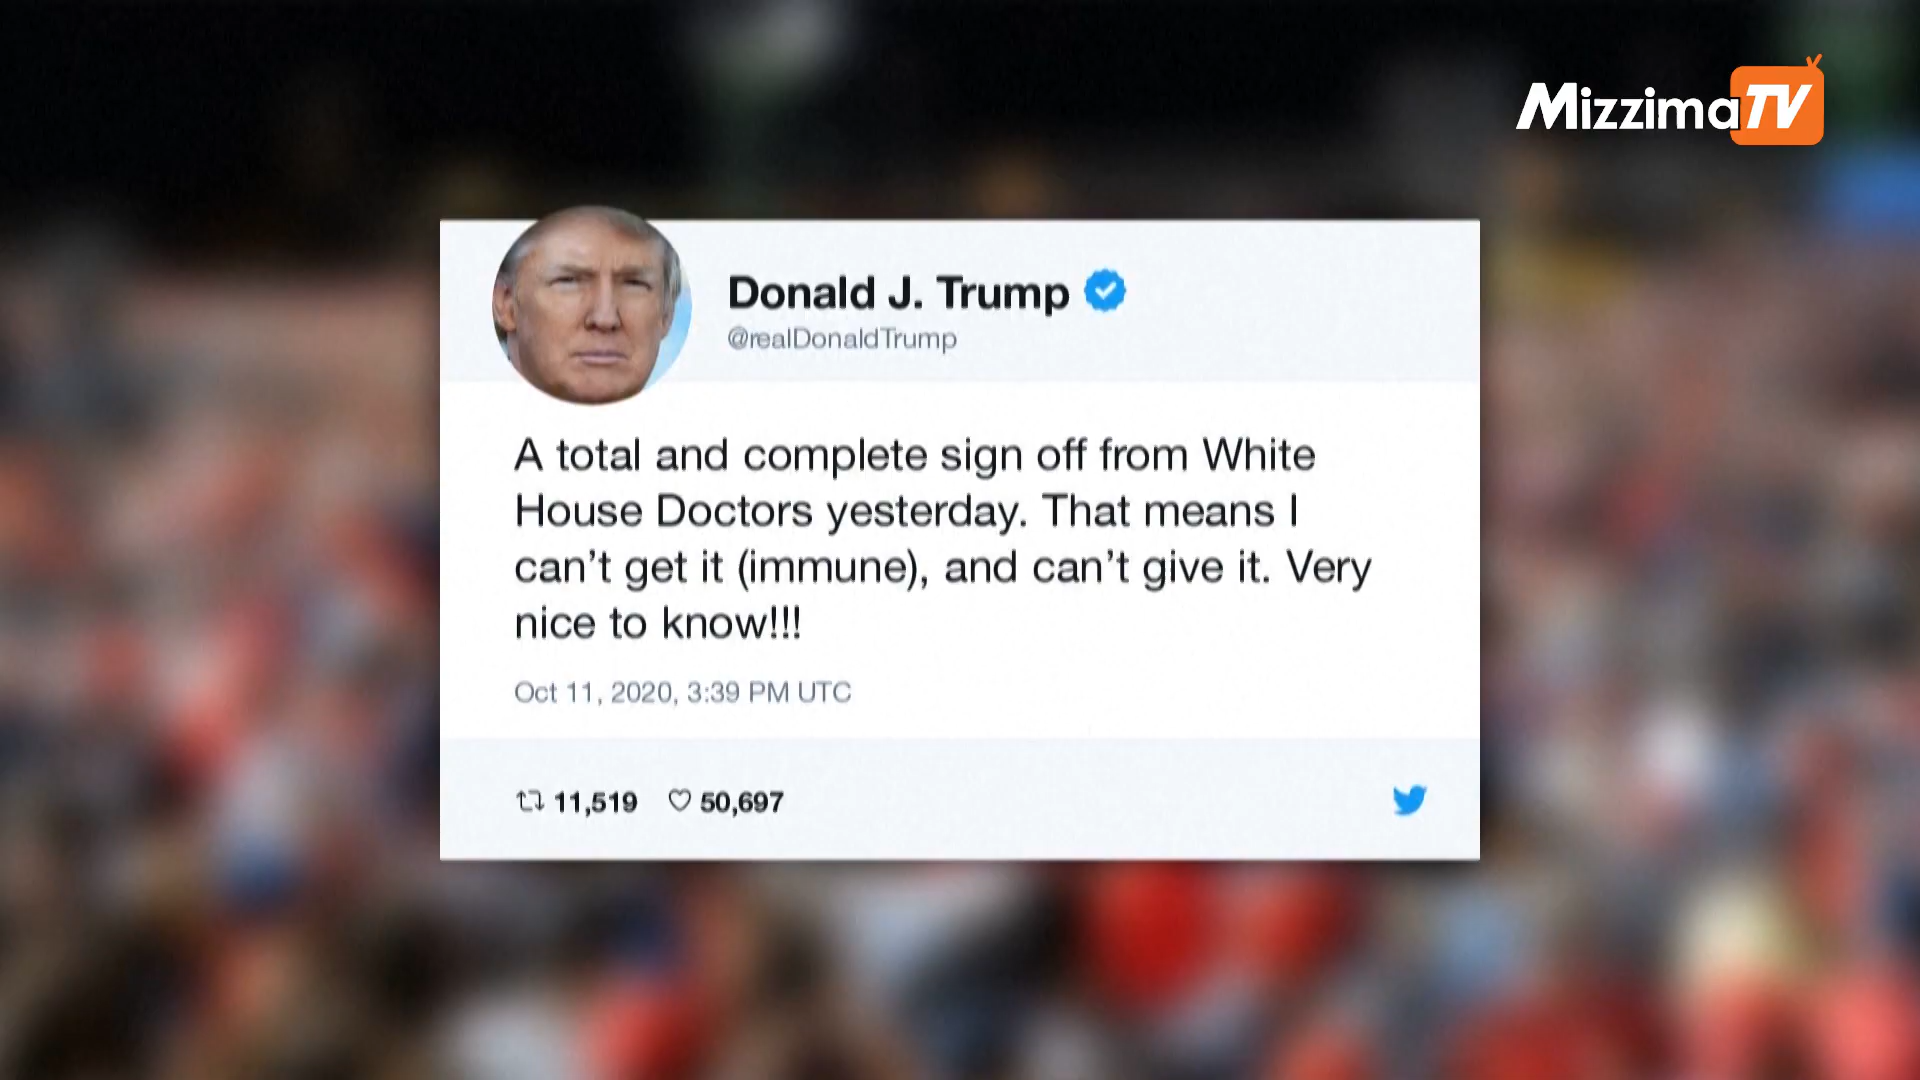 MizzimaTV
Donald J. Trump
@realDonaldTrump
A total and complete sign off from White
House Doctors yesterday. That means I
can’t get it (immune), and can’t give it. Very
nice to know!!!
Oct 11, 2020, 3:39 PM UTC
11,519 50,697